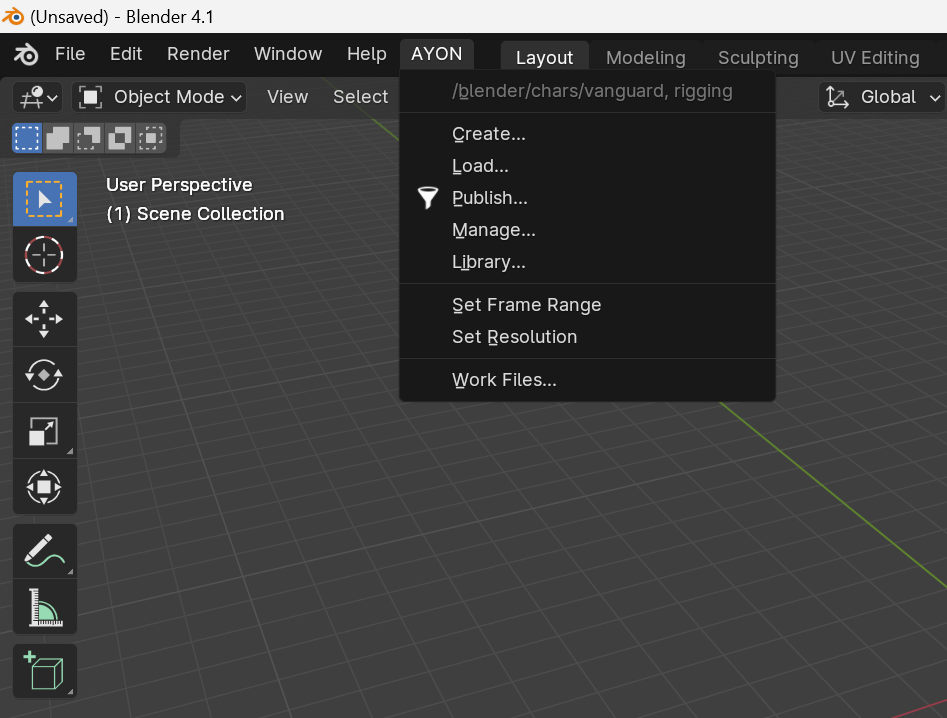 (Unsaved) - Blender 4.1
File Edit Render Window Help AYON Layout Modeling Sculpting UV Editing
Object Mode View Select Global
/blender/chars/vanguard, rigging
Create...
Load...
Publish...
Manage...
Library...
Set Frame Range
Set Resolution
Work Files...
User Perspective
(1) Scene Collection